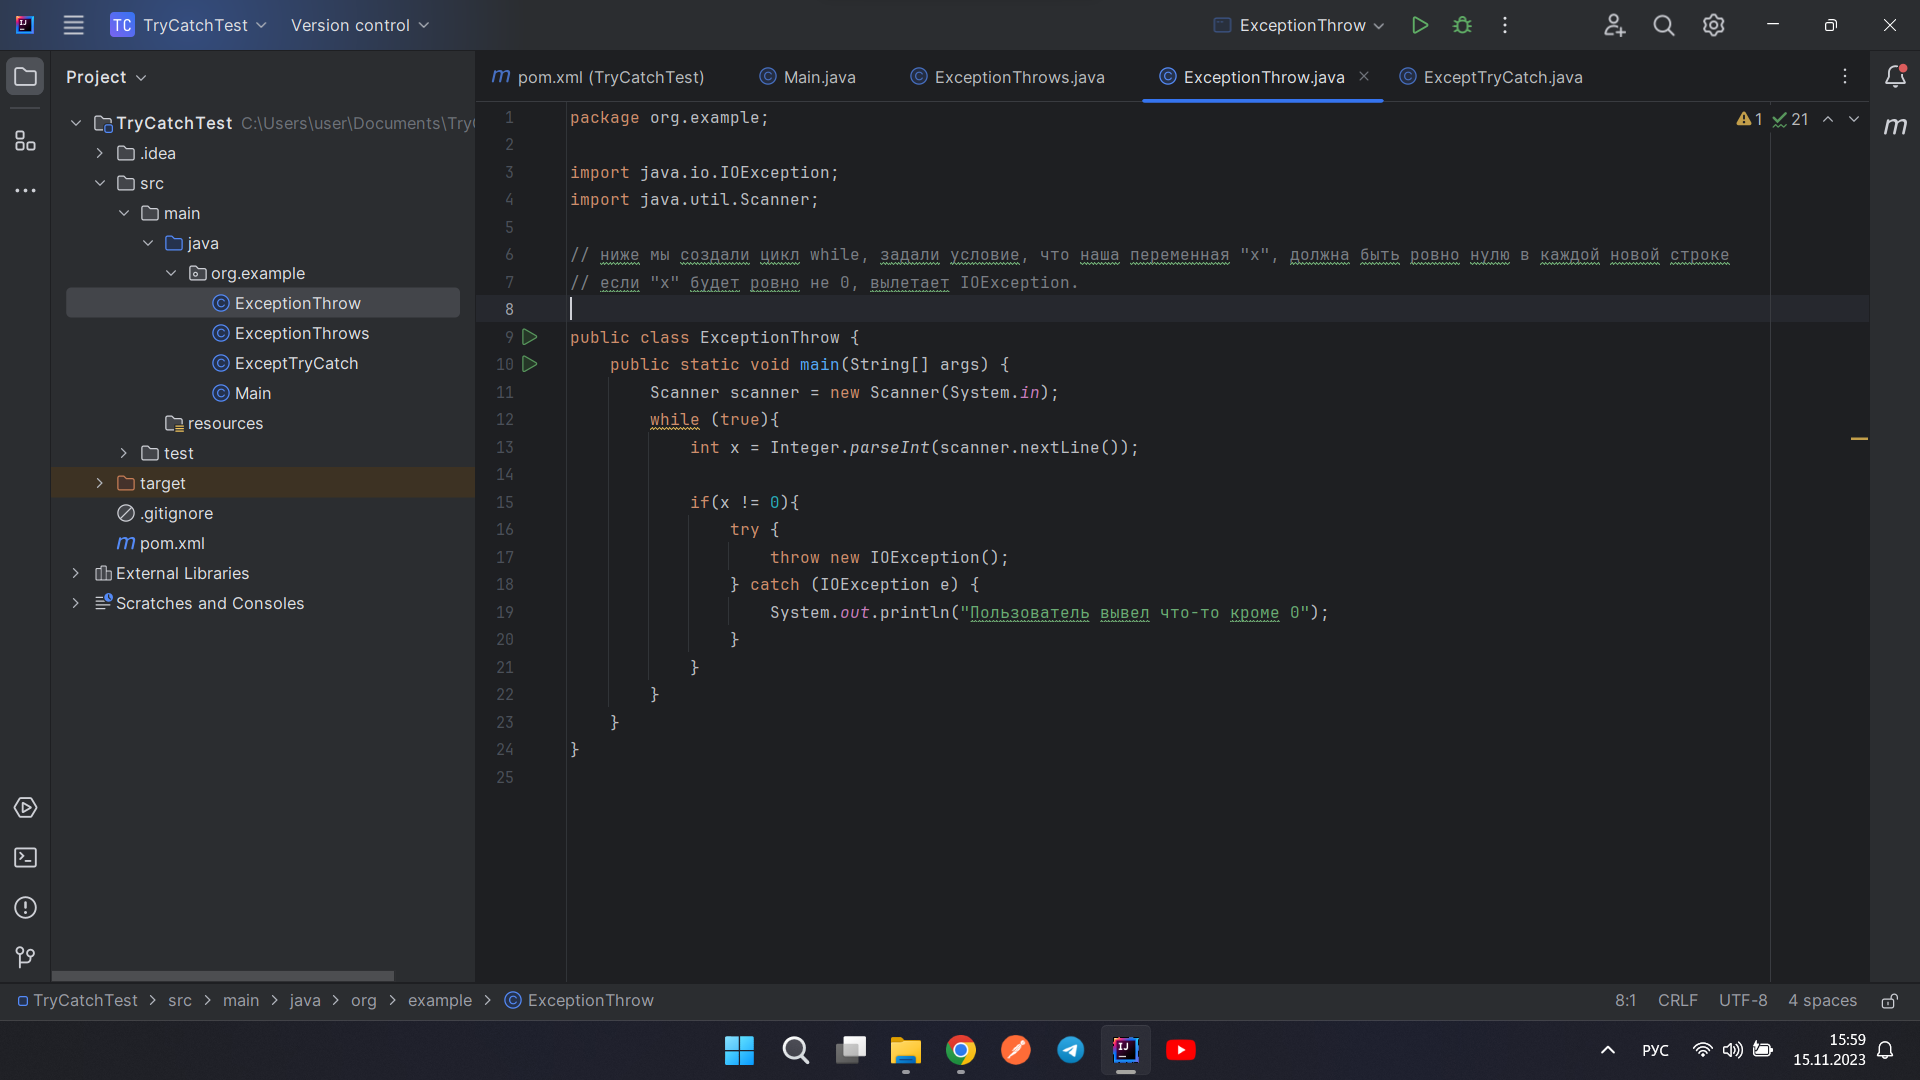 TC TryCatchTest Version control ExceptionThrow
Project
TryCatchTest C:\Users\user\Documents\Try
.idea
src
main
java
org.example
ExceptionThrow
ExceptionThrows
ExceptTryCatch
Main
resources
test
target
.gitignore
pom.xml
External Libraries
Scratches and Consoles
pom.xml (TryCatchTest) Main.java ExceptionThrows.java ExceptionThrow.java ExceptTryCatch.java
1 21
1 package org.example;
2
3 import java.io.IOException;
4 import java.util.Scanner;
5
6 // ниже мы создали цикл while, задали условие, что наша переменная "x", должна быть ровно нулю в каждой новой строке
7 // если "x" будет ровно не 0, вылетает IOException.
8
9 public class ExceptionThrow {
10 public static void main(String[] args) {
11 Scanner scanner = new Scanner(System.in);
12 while (true){
13 int x = Integer.parseInt(scanner.nextLine());
14
15 if(x != 0){
16 try {
17 throw new IOException();
18 } catch (IOException e) {
19 System.out.println("Пользователь вывел что-то кроме 0");
20 }
21 }
22 }
23 }
24 }
25
TryCatchTest > src > main > java > org > example > ExceptionThrow 8:1 CRLF UTF-8 4 spaces
РУС 15:59
15.11.2023